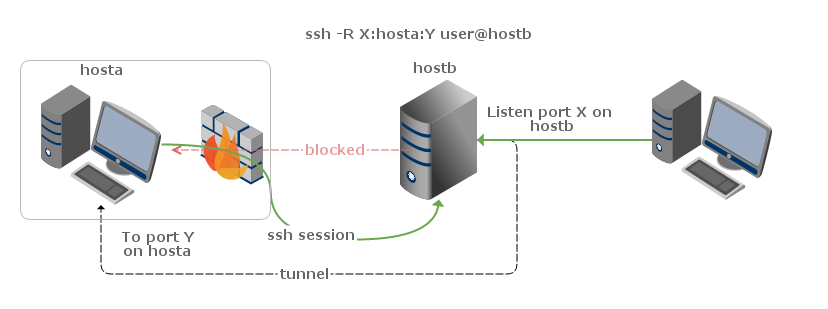 ssh -R X:hosta:Y user@hostb
hosta
hostb
Listen port X on
hostb
blocked
ssh session
To port Y
on hosta
tunnel